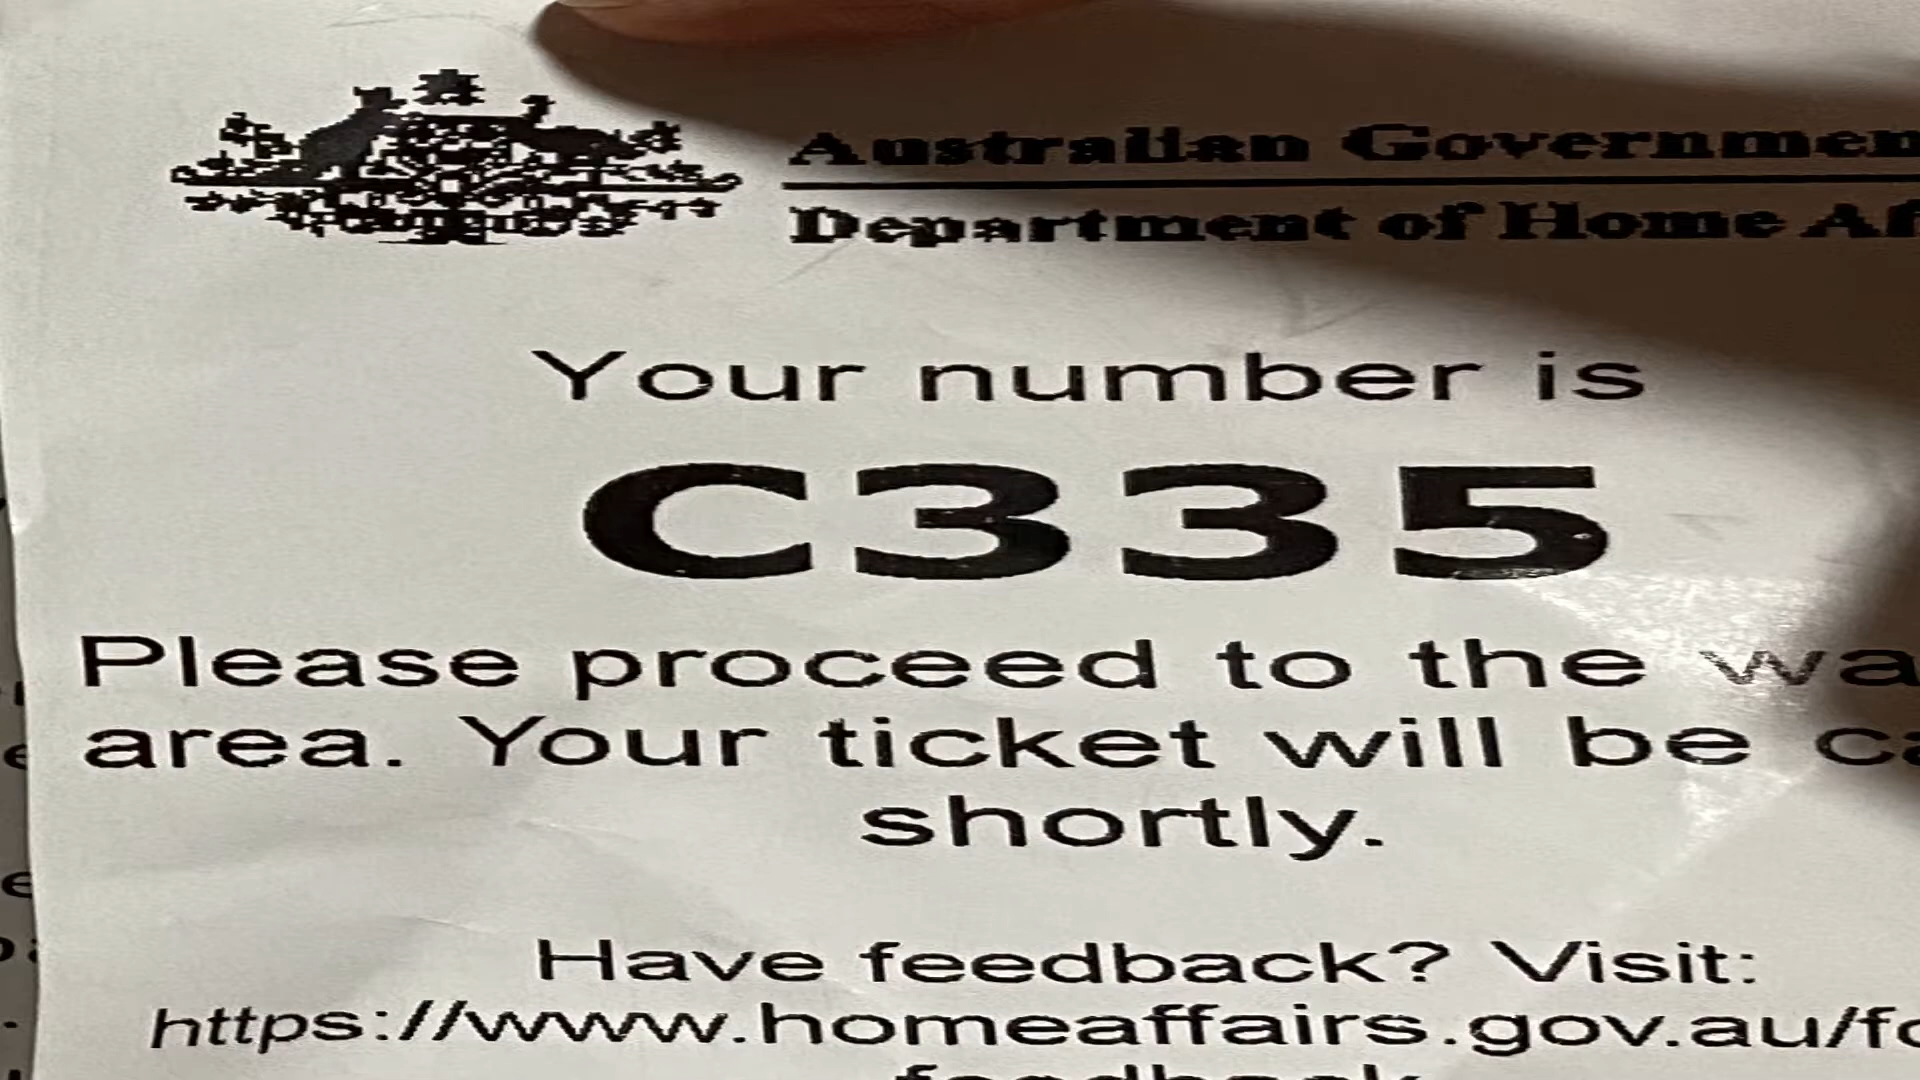 Australian Governmen
Department of Home Af
Your number is
C335
Please proceed to the wa
area. Your ticket will be ca
shortly.
Have feedback? Visit:
https://www.homeaffairs.gov.au/fo
feedback